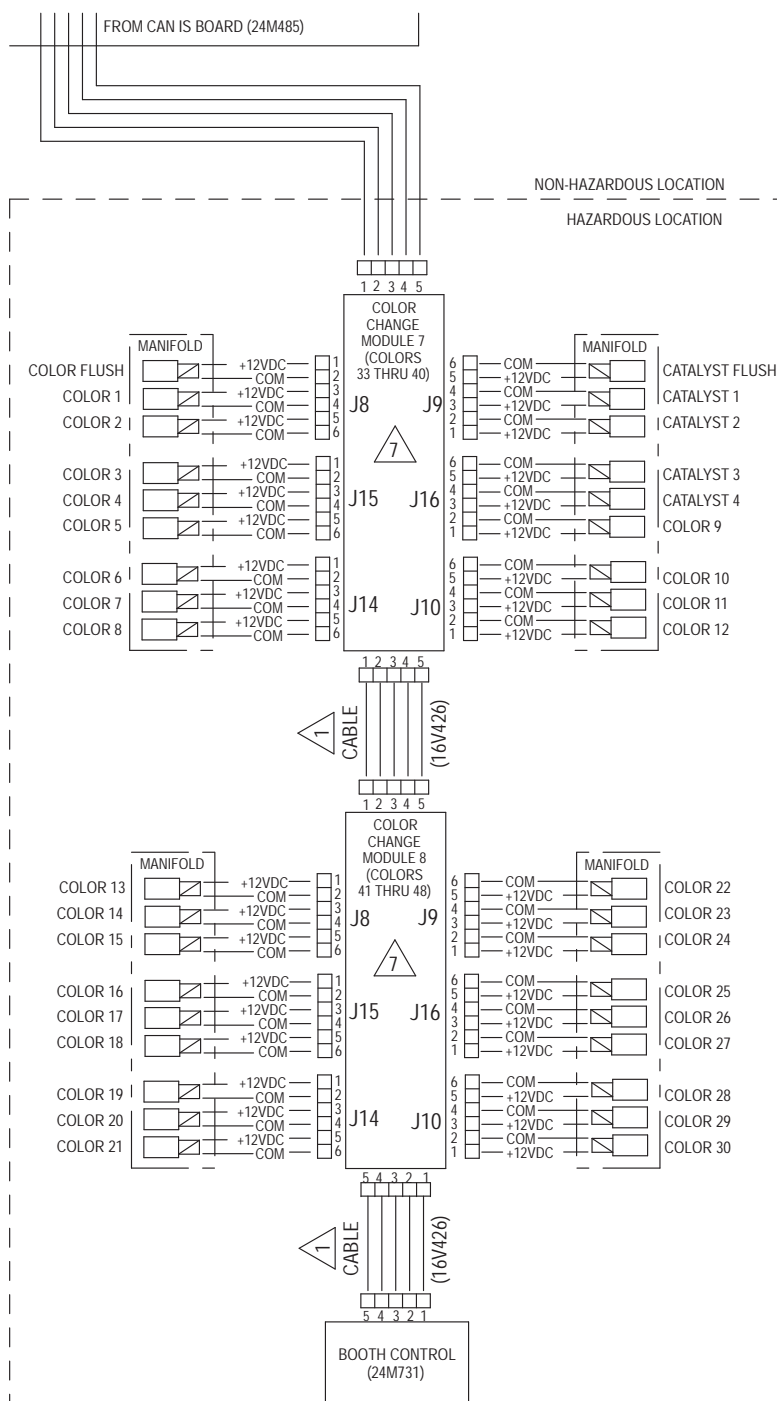 FROM CAN IS BOARD (24M485)
NON-HAZARDOUS LOCATION
HAZARDOUS LOCATION
1 2 3 4 5
COLOR
CHANGE
MODULE 7
(COLORS
33 THRU 40)
MANIFOLD
MANIFOLD
COLOR FLUSH +12VDC 1 6 COM CATALYST FLUSH
COM 2 5 +12VDC
COLOR 1 +12VDC 3 4 COM CATALYST 1
COM 4 J8 J9 3 +12VDC
COLOR 2 +12VDC 5 2 COM CATALYST 2
COM 6 1 +12VDC
7
COLOR 3 +12VDC 1 6 COM CATALYST 3
COM 2 5 +12VDC
COLOR 4 +12VDC 3 J15 J16 4 COM CATALYST 4
COM 4 3 +12VDC
COLOR 5 +12VDC 5 2 COM COLOR 9
COM 6 1 +12VDC
COLOR 6 +12VDC 1 6 COM COLOR 10
COM 2 5 +12VDC
COLOR 7 +12VDC 3 4 COM COLOR 11
COM 4 J14 J10 3 +12VDC
COLOR 8 +12VDC 5 2 COM COLOR 12
COM 6 1 +12VDC
1 2 3 4 5
1 CABLE (16V426)
1 2 3 4 5
COLOR
CHANGE
MODULE 8
(COLORS
41 THRU 48)
MANIFOLD
MANIFOLD
COLOR 13 +12VDC 1 6 COM COLOR 22
COM 2 5 +12VDC
COLOR 14 +12VDC 3 4 COM COLOR 23
COM 4 J8 J9 3 +12VDC
COLOR 15 +12VDC 5 2 COM COLOR 24
COM 6 1 +12VDC
7
COLOR 16 +12VDC 1 6 COM COLOR 25
COM 2 5 +12VDC
COLOR 17 +12VDC 3 J15 J16 4 COM COLOR 26
COM 4 3 +12VDC
COLOR 18 +12VDC 5 2 COM COLOR 27
COM 6 1 +12VDC
COLOR 19 +12VDC 1 6 COM COLOR 28
COM 2 5 +12VDC
COLOR 20 +12VDC 3 4 COM COLOR 29
COM 4 J14 J10 3 +12VDC
COLOR 21 +12VDC 5 2 COM COLOR 30
COM 6 1 +12VDC
5 4 3 2 1
1 CABLE (16V426)
5 4 3 2 1
BOOTH CONTROL
(24M731)